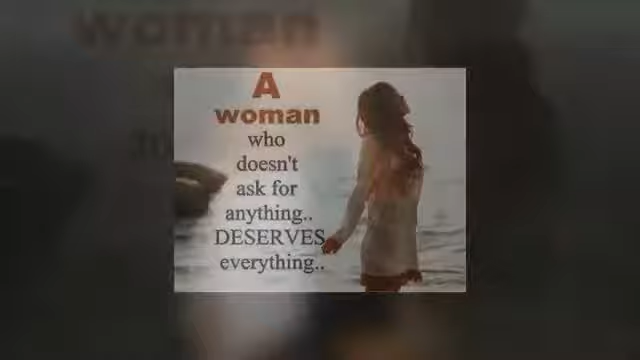 A
woman
who
doesn't
ask for
anything..
DESERVES
everything..